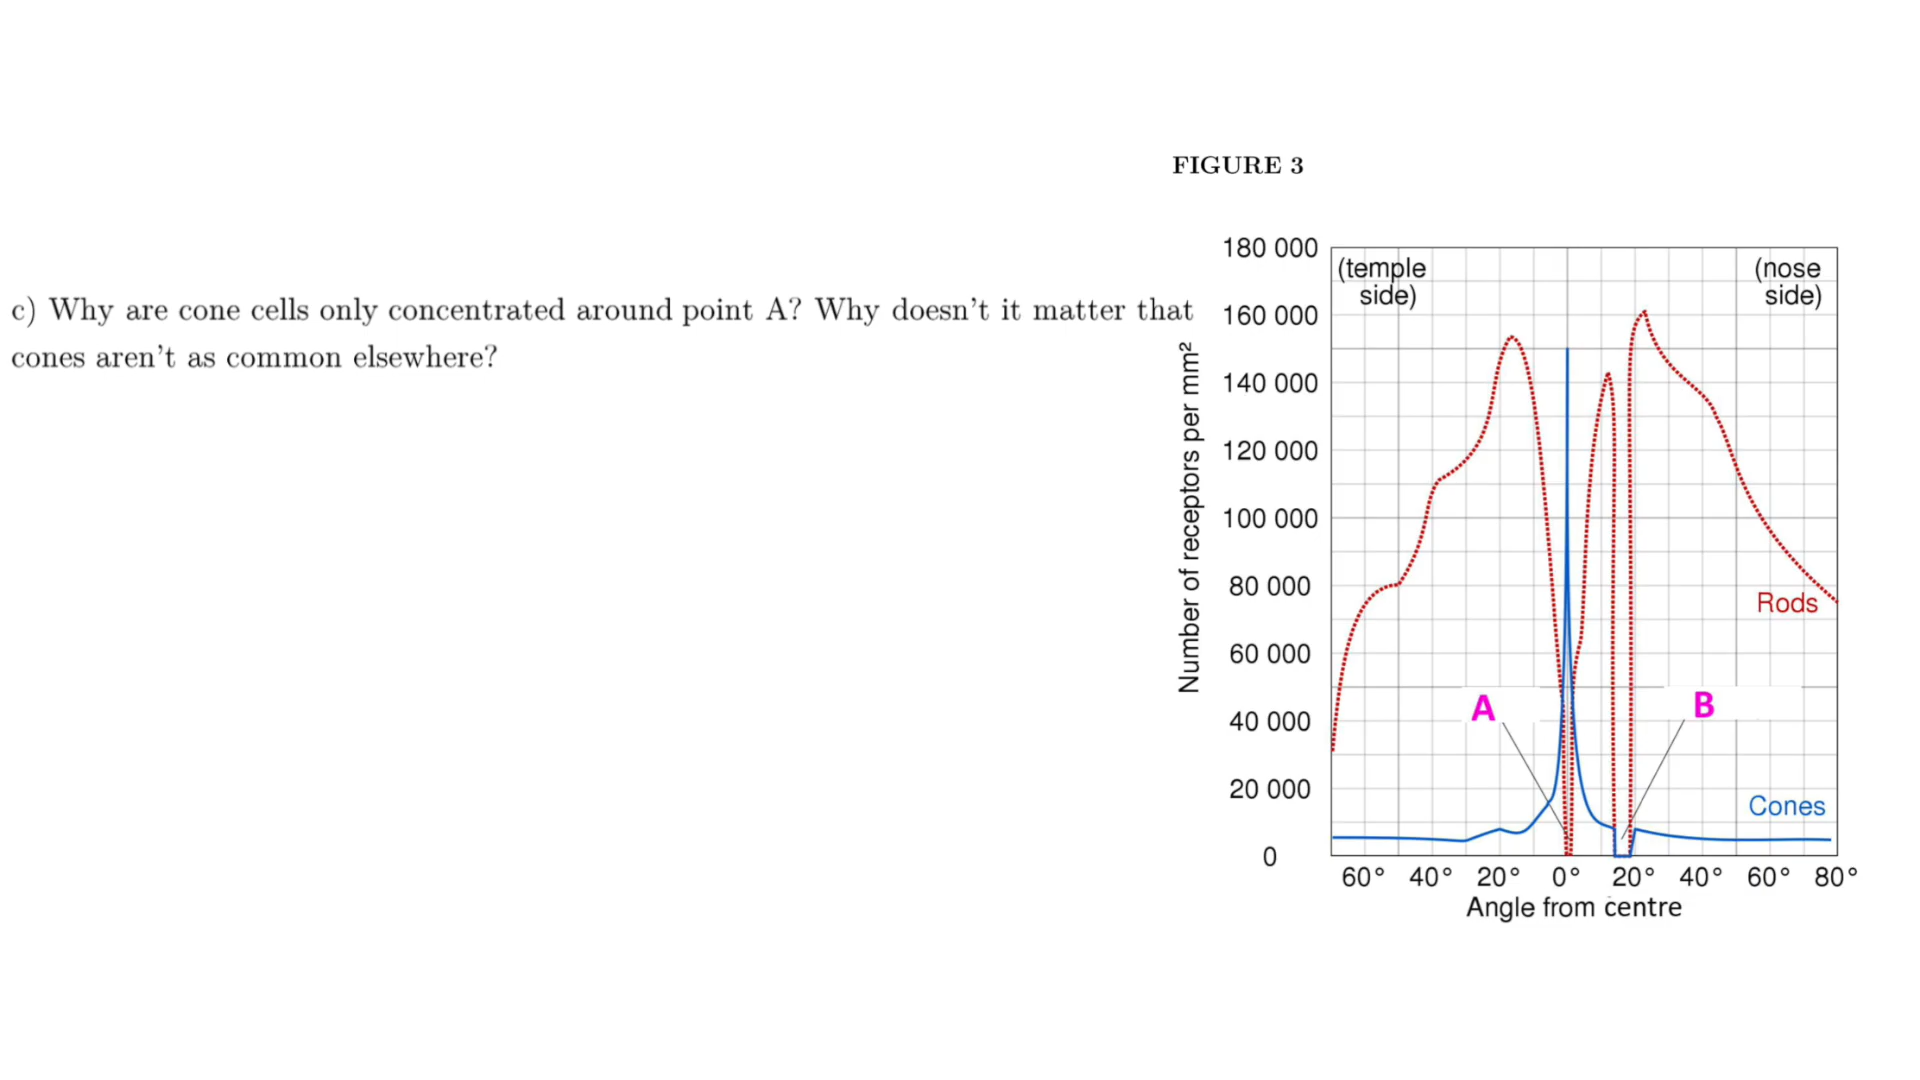 c) Why are cone cells only concentrated around point A? Why doesn't it matter that
cones aren't as common elsewhere?
FIGURE 3
180 000
160 000
140 000
120 000
100 000
80 000
60 000
40 000
20 000
0
Number of receptors per mm²
(temple
side)
(nose
side)
Rods
A
B
Cones
60° 40° 20° 0° 20° 40° 60° 80°
Angle from centre